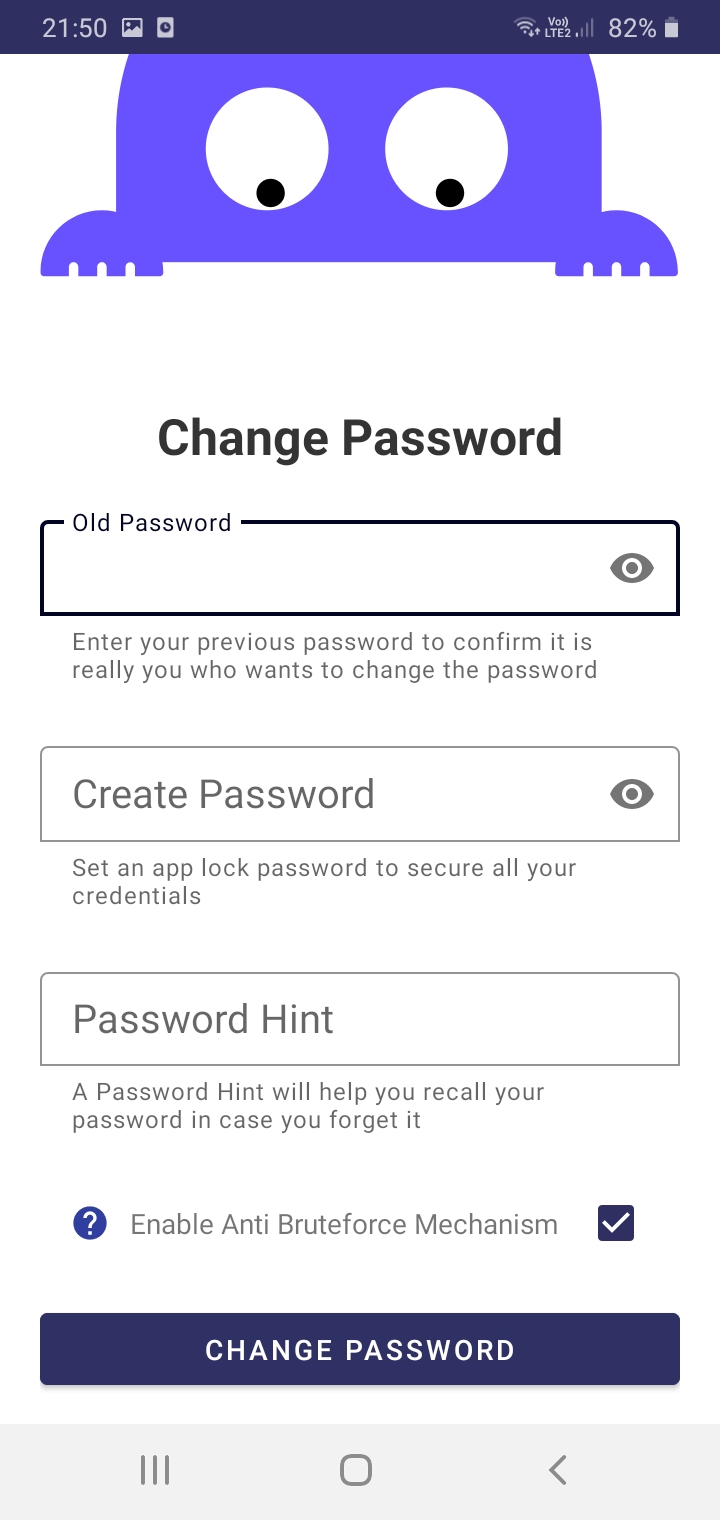 21:50
Vo))
LTE2
82%
Change Password
Old Password
Enter your previous password to confirm it is
really you who wants to change the password
Create Password
Set an app lock password to secure all your
credentials
Password Hint
A Password Hint will help you recall your
password in case you forget it
? Enable Anti Bruteforce Mechanism
CHANGE PASSWORD